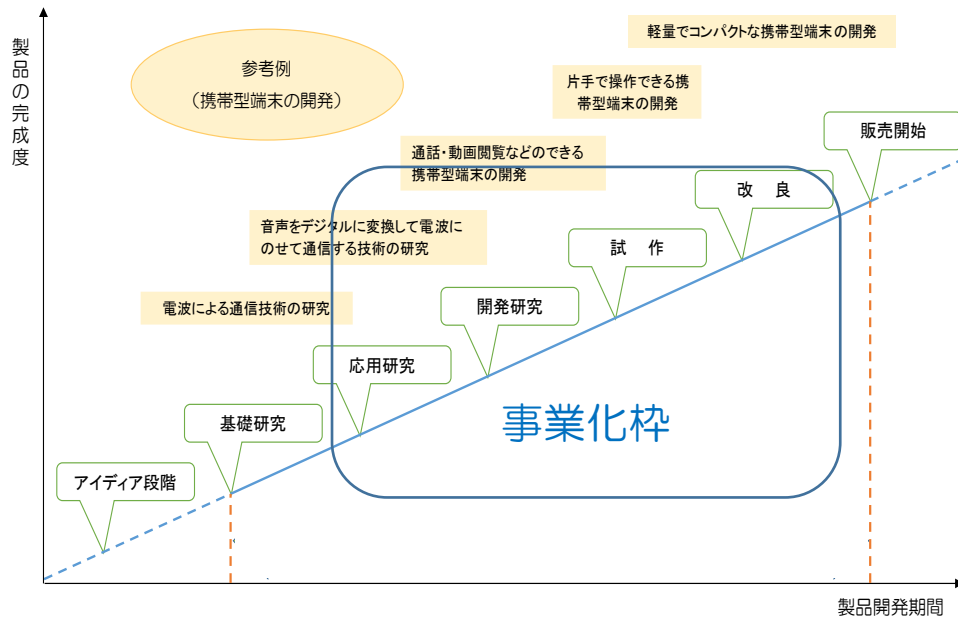 軽量でコンパクトな携帯型端末の開発
製品の完成度
参考例
（携帯型端末の開発）
片手で操作できる携
帯型端末の開発
販売開始
通話・動画閲覧などのできる
携帯型端末の開発
改　良
音声をデジタルに変換して電波に
のせて通信する技術の研究
試　作
電波による通信技術の研究
開発研究
応用研究
事業化枠
基礎研究
アイディア段階
製品開発期間